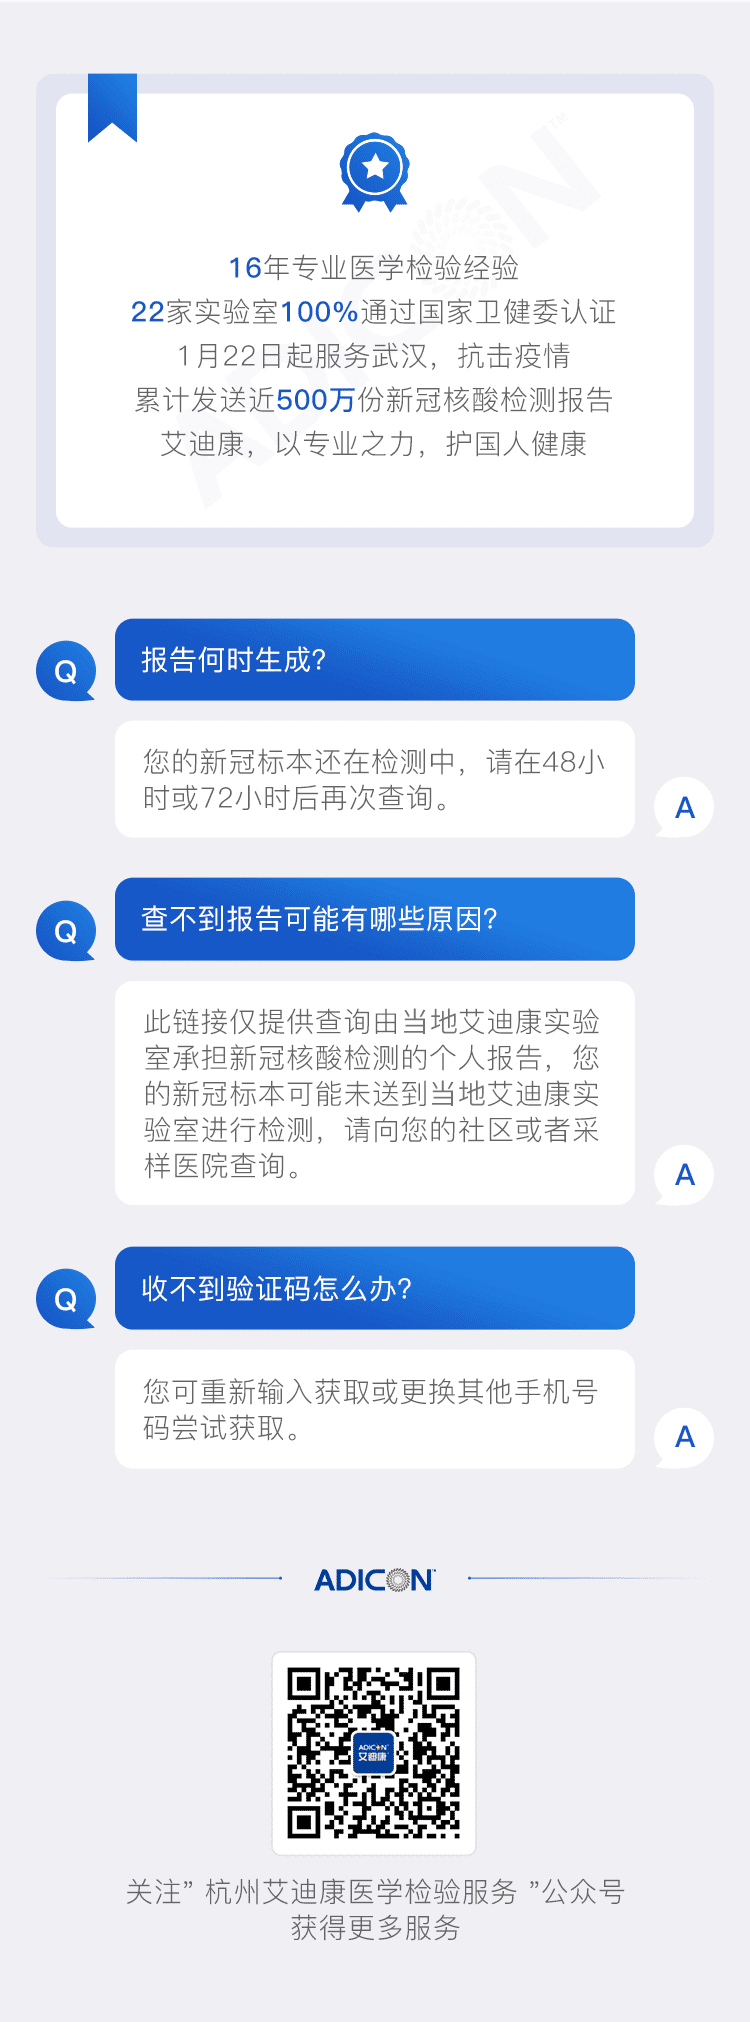 ADICON™
16年专业医学检验经验
22家实验室100%通过国家卫健委认证
1月22日起服务武汉，抗击疫情
累计发送近500万份新冠核酸检测报告
艾迪康，以专业之力，护国人健康
Q
报告何时生成?
您的新冠标本还在检测中，请在48小
时或72小时后再次查询。
A
Q
查不到报告可能有哪些原因?
此链接仅提供查询由当地艾迪康实验
室承担新冠核酸检测的个人报告，您
的新冠标本可能未送到当地艾迪康实
验室进行检测，请向您的社区或者采
样医院查询。
A
Q
收不到验证码怎么办?
您可重新输入获取或更换其他手机号
码尝试获取。
A
ADICON™
ADICON
艾迪康
关注” 杭州艾迪康医学检验服务 ”公众号
获得更多服务